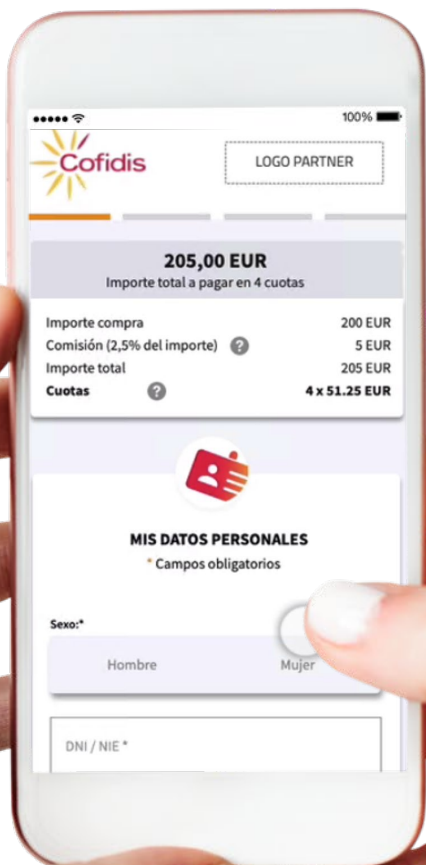 100%
Cofidis
LOGO PARTNER
205,00 EUR
Importe total a pagar en 4 cuotas
Importe compra 200 EUR
Comisión (2,5% del importe) ? 5 EUR
Importe total 205 EUR
Cuotas ? 4 x 51.25 EUR
MIS DATOS PERSONALES
* Campos obligatorios
Sexo:*
Hombre Mujer
DNI / NIE *